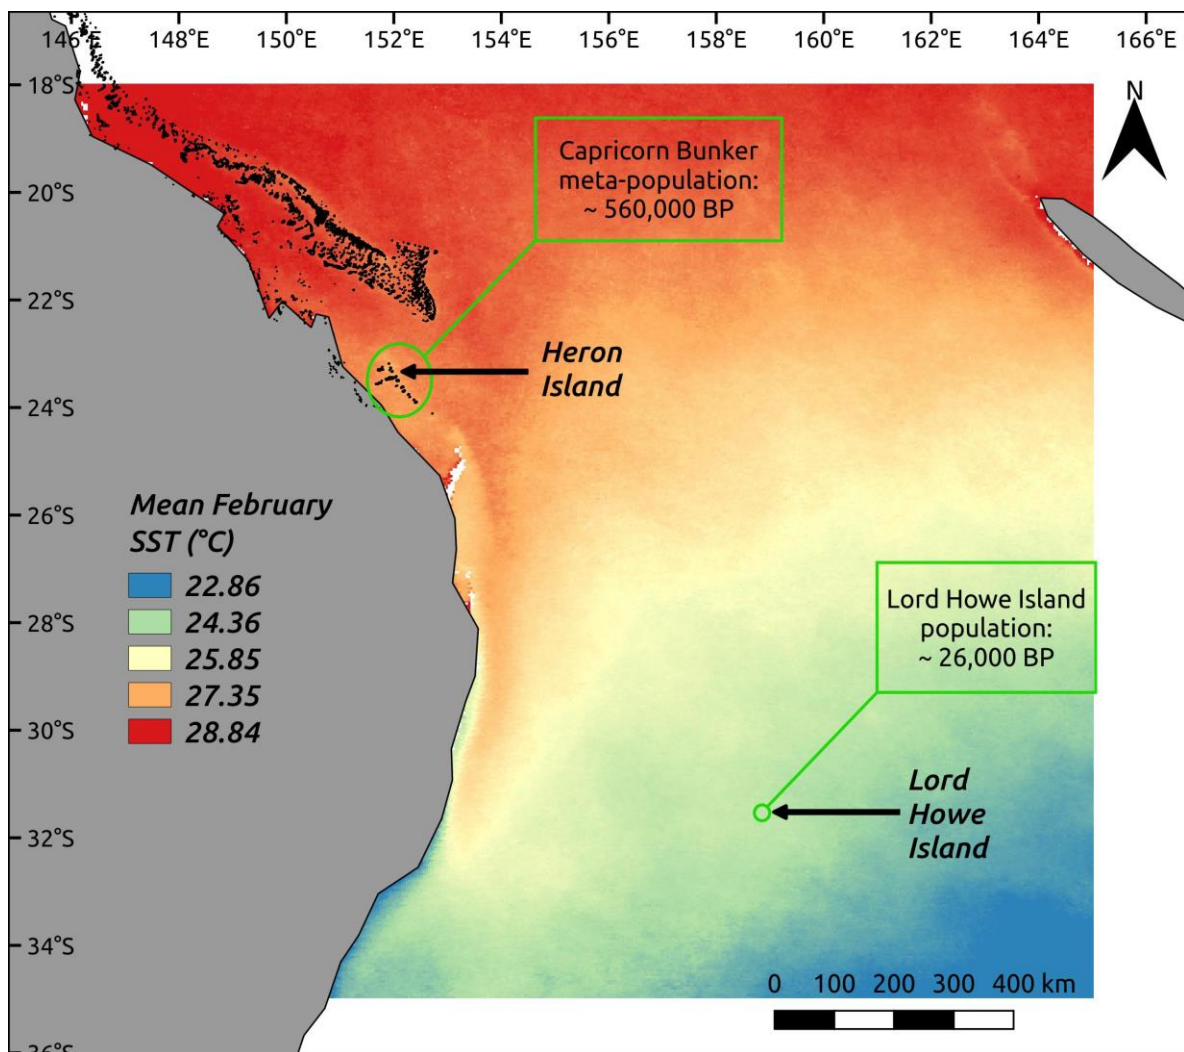 146°E 148°E 150°E 152°E 154°E 156°E 158°E 160°E 162°E 164°E 166°E
18°S
20°S
22°S
24°S
26°S
28°S
30°S
32°S
34°S
36°S
N
Capricorn Bunker
meta-population:
~ 560,000 BP
Heron
Island
Mean February
SST (°C)
22.86
24.36
25.85
27.35
28.84
Lord Howe Island
population:
~ 26,000 BP
Lord
Howe
Island
0 100 200 300 400 km